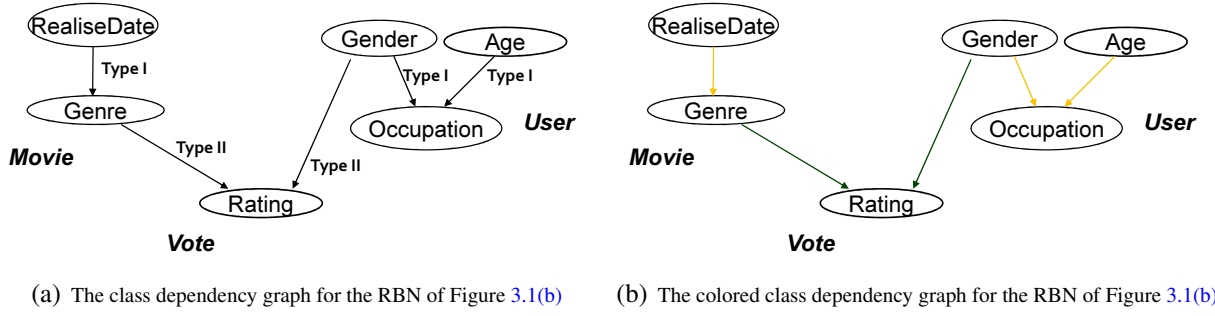 RealiseDate
Gender
Age
Type I
Type I
Type I
Genre
Occupation
User
Movie
Type II
Type II
Rating
Vote
(a) The class dependency graph for the RBN of Figure 3.1(b)
RealiseDate
Gender
Age
Genre
Occupation
User
Movie
Rating
Vote
(b) The colored class dependency graph for the RBN of Figure 3.1(b)